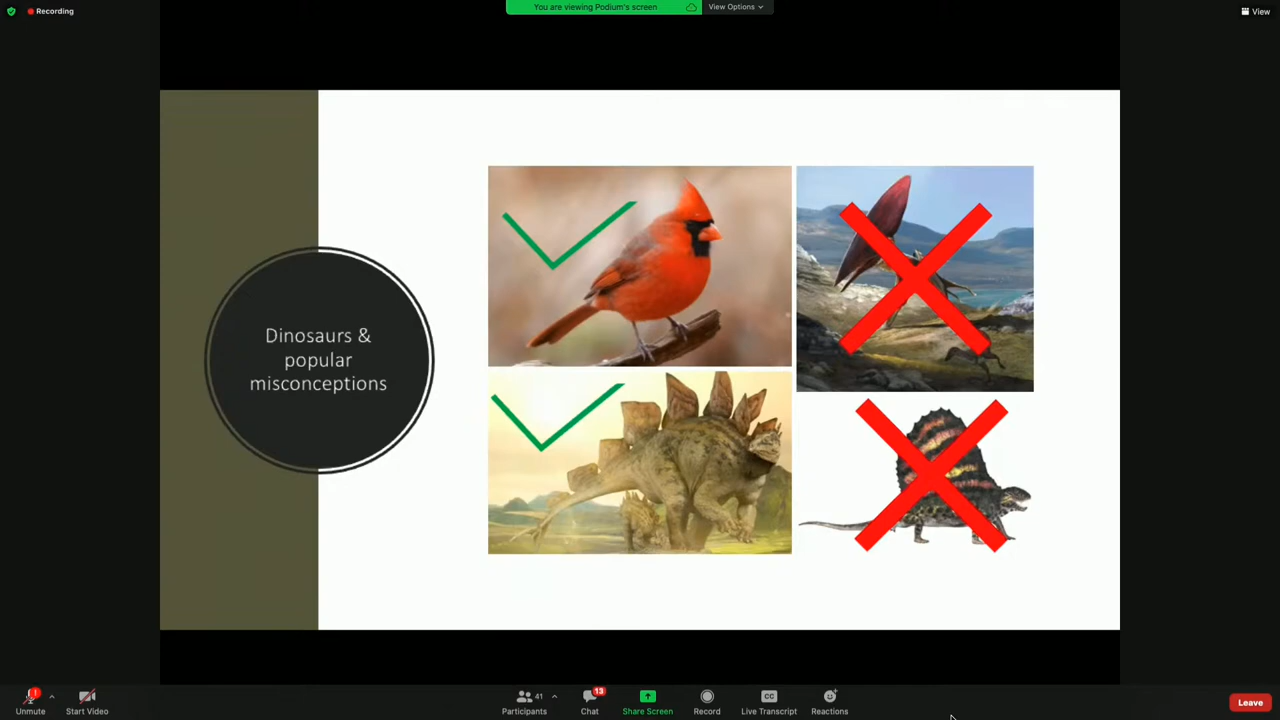 Recording
You are viewing Podium's screen
View Options
View
Dinosaurs &
popular
misconceptions
Unmute
Start Video
41
Participants
13
Chat
Share Screen
Record
CC
Live Transcript
Reactions
Leave